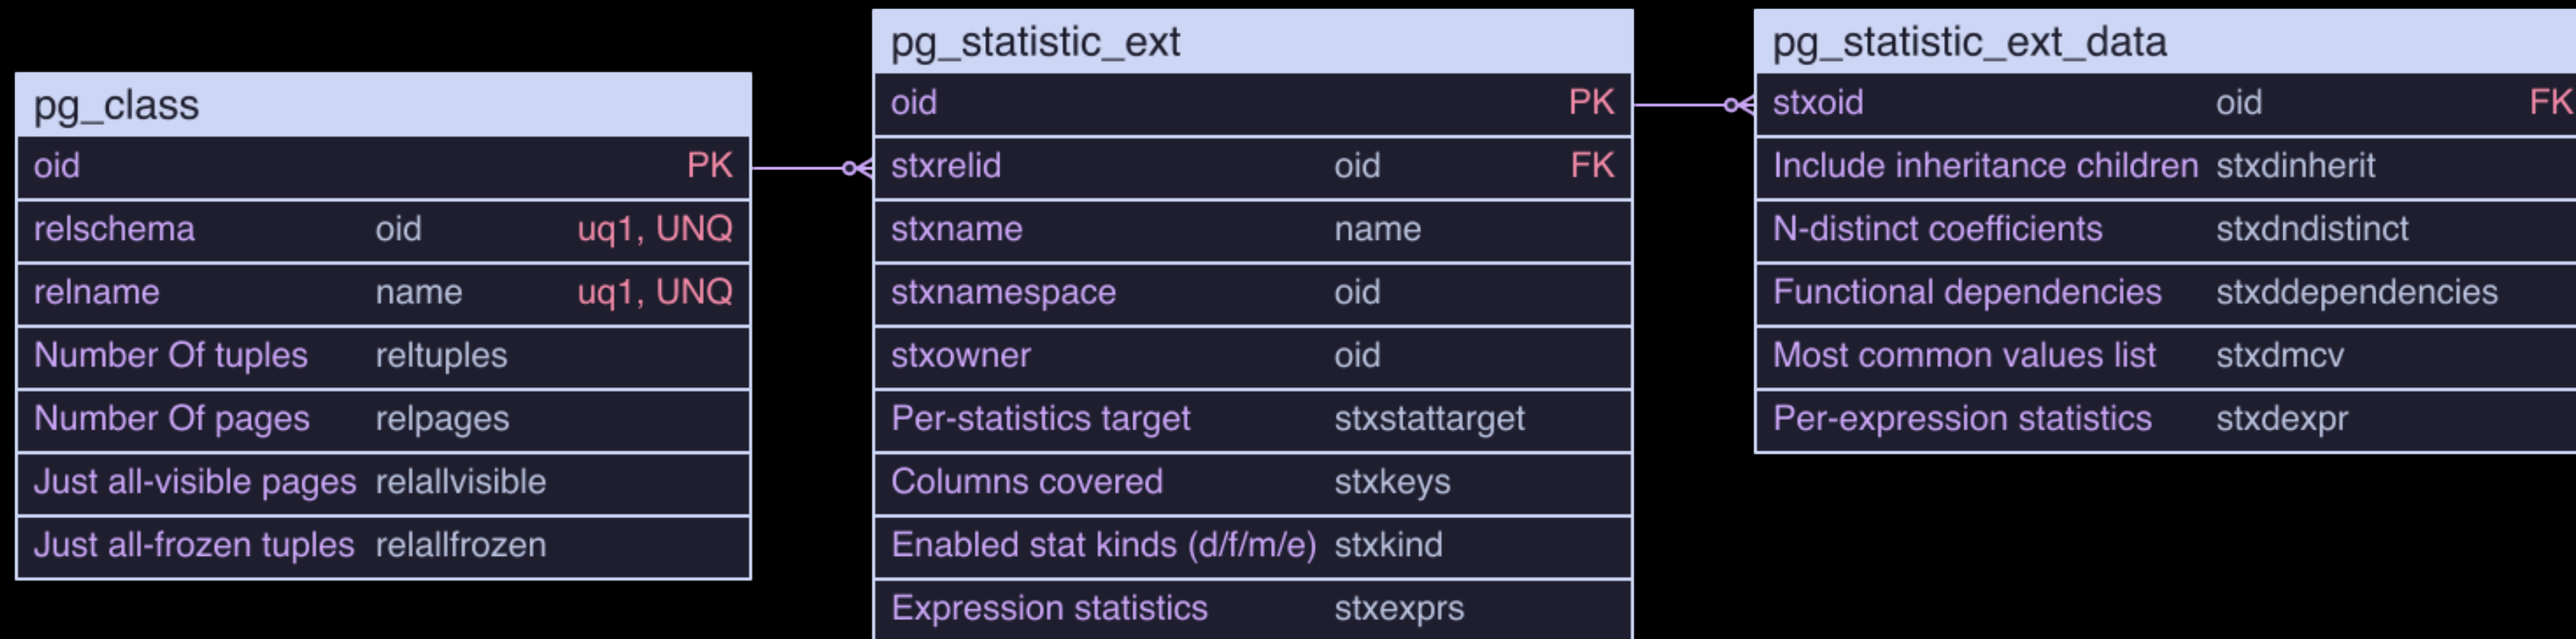 pg_class
oid PK
relschema oid uq1, UNQ
relname name uq1, UNQ
Number Of tuples reltuples
Number Of pages relpages
Just all-visible pages relallvisible
Just all-frozen tuples relallfrozen
pg_statistic_ext
oid PK
stxrelid oid FK
stxname name
stxnamespace oid
stxowner oid
Per-statistics target stxstattarget
Columns covered stxkeys
Enabled stat kinds (d/f/m/e) stxkind
Expression statistics stxexprs
pg_statistic_ext_data
stxoid oid FK
Include inheritance children stxdinherit
N-distinct coefficients stxdndistinct
Functional dependencies stxddependencies
Most common values list stxdmcv
Per-expression statistics stxdexpr